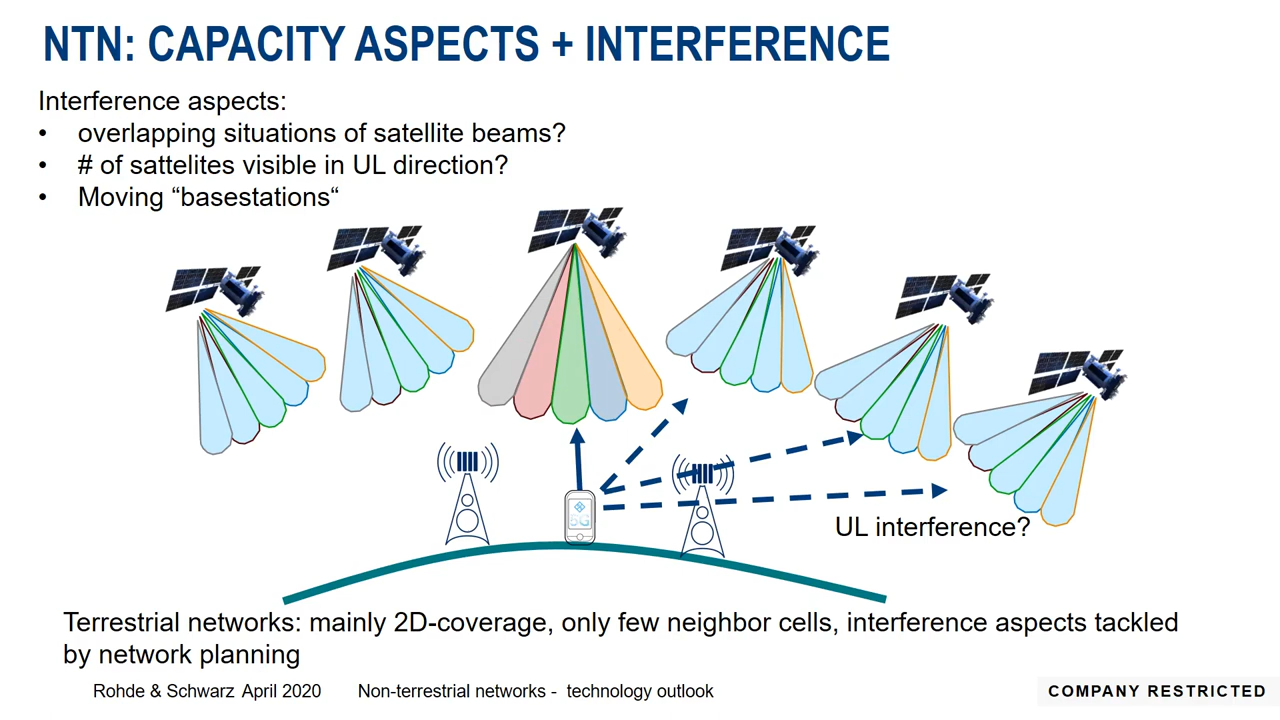 NTN: CAPACITY ASPECTS + INTERFERENCE
Interference aspects:
• overlapping situations of satellite beams?
• # of sattelites visible in UL direction?
• Moving “basestations“
5G
UL interference?
Terrestrial networks: mainly 2D-coverage, only few neighbor cells, interference aspects tackled
by network planning
Rohde & Schwarz April 2020 Non-terrestrial networks - technology outlook
COMPANY RESTRICTED